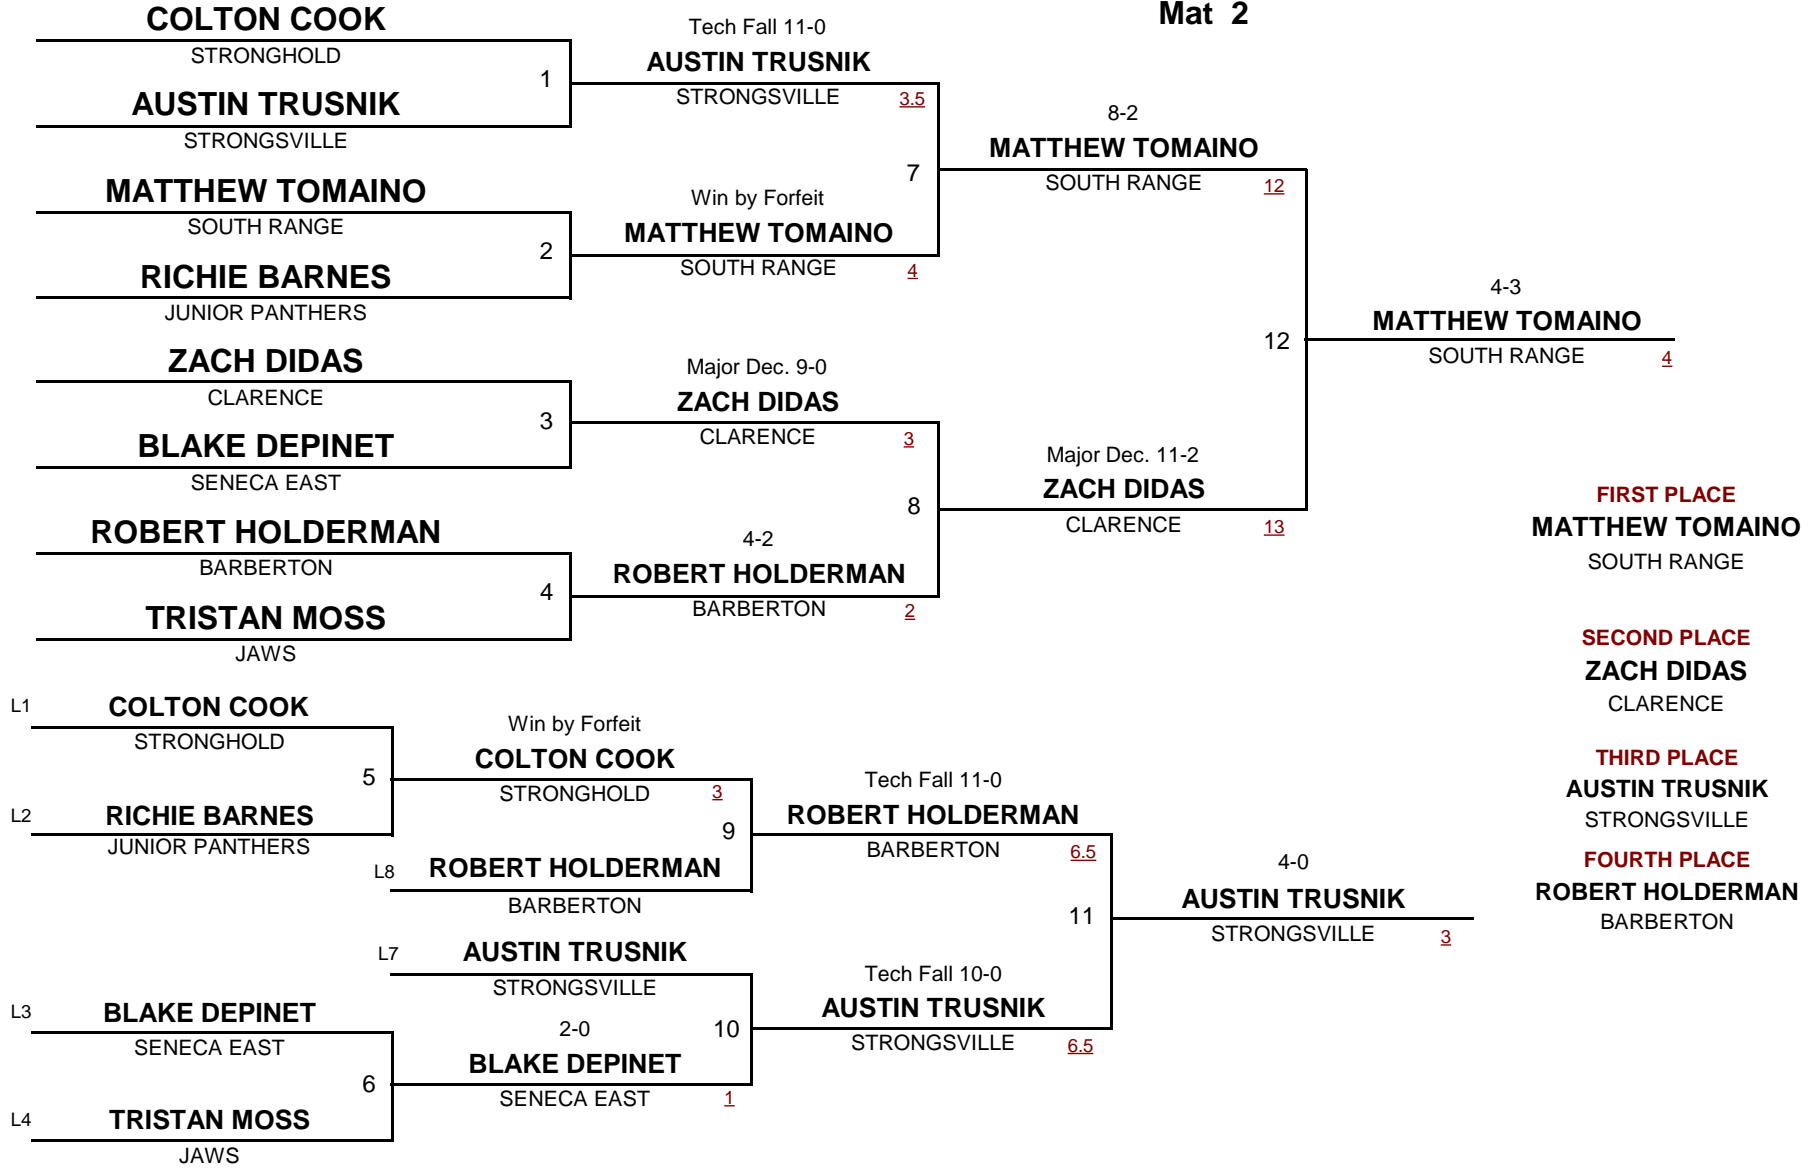 Mat 2
COLTON COOK
STRONGHOLD
1
AUSTIN TRUSNIK
STRONGSVILLE
MATTHEW TOMAINO
SOUTH RANGE
2
RICHIE BARNES
JUNIOR PANTHERS
ZACH DIDAS
CLARENCE
3
BLAKE DEPINET
SENECA EAST
ROBERT HOLDERMAN
BARBERTON
4
TRISTAN MOSS
JAWS
Tech Fall 11-0
AUSTIN TRUSNIK
STRONGSVILLE 3.5
7
Win by Forfeit
MATTHEW TOMAINO
SOUTH RANGE 4
Major Dec. 9-0
ZACH DIDAS
CLARENCE 3
8
4-2
ROBERT HOLDERMAN
BARBERTON 2
8-2
MATTHEW TOMAINO
SOUTH RANGE 12
12
Major Dec. 11-2
ZACH DIDAS
CLARENCE 13
4-3
MATTHEW TOMAINO
SOUTH RANGE 4
FIRST PLACE
MATTHEW TOMAINO
SOUTH RANGE
SECOND PLACE
ZACH DIDAS
CLARENCE
THIRD PLACE
AUSTIN TRUSNIK
STRONGSVILLE
FOURTH PLACE
ROBERT HOLDERMAN
BARBERTON
L1 COLTON COOK
STRONGHOLD
5
L2 RICHIE BARNES
JUNIOR PANTHERS
Win by Forfeit
COLTON COOK
STRONGHOLD 3
9
L8 ROBERT HOLDERMAN
BARBERTON
L7 AUSTIN TRUSNIK
STRONGSVILLE
10
L3 BLAKE DEPINET
SENECA EAST
6
L4 TRISTAN MOSS
JAWS
2-0
BLAKE DEPINET
SENECA EAST 1
Tech Fall 11-0
ROBERT HOLDERMAN
BARBERTON 6.5
11
Tech Fall 10-0
AUSTIN TRUSNIK
STRONGSVILLE 6.5
4-0
AUSTIN TRUSNIK
STRONGSVILLE 3